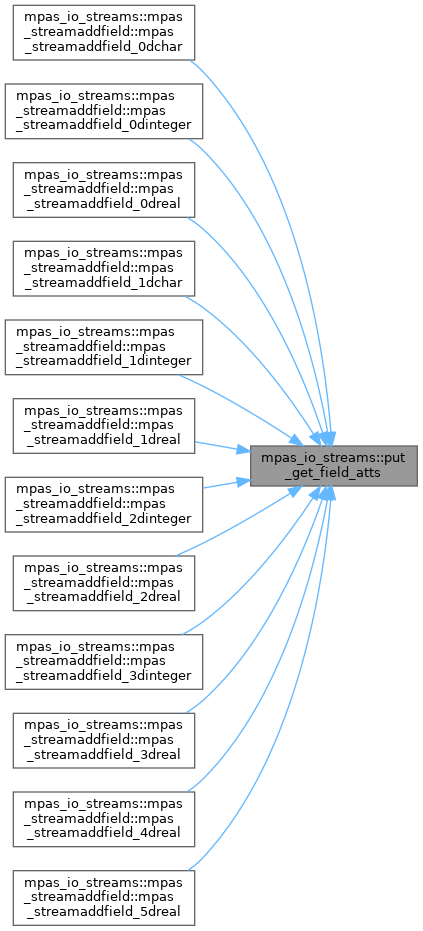 mpas_io_streams::mpas
_streamaddfield::mpas
_streamaddfield_0dchar
mpas_io_streams::mpas
_streamaddfield::mpas
_streamaddfield_0dinteger
mpas_io_streams::mpas
_streamaddfield::mpas
_streamaddfield_0dreal
mpas_io_streams::mpas
_streamaddfield::mpas
_streamaddfield_1dchar
mpas_io_streams::mpas
_streamaddfield::mpas
_streamaddfield_1dinteger
mpas_io_streams::mpas
_streamaddfield::mpas
_streamaddfield_1dreal
mpas_io_streams::put
_get_field_atts
mpas_io_streams::mpas
_streamaddfield::mpas
_streamaddfield_2dinteger
mpas_io_streams::mpas
_streamaddfield::mpas
_streamaddfield_2dreal
mpas_io_streams::mpas
_streamaddfield::mpas
_streamaddfield_3dinteger
mpas_io_streams::mpas
_streamaddfield::mpas
_streamaddfield_3dreal
mpas_io_streams::mpas
_streamaddfield::mpas
_streamaddfield_4dreal
mpas_io_streams::mpas
_streamaddfield::mpas
_streamaddfield_5dreal